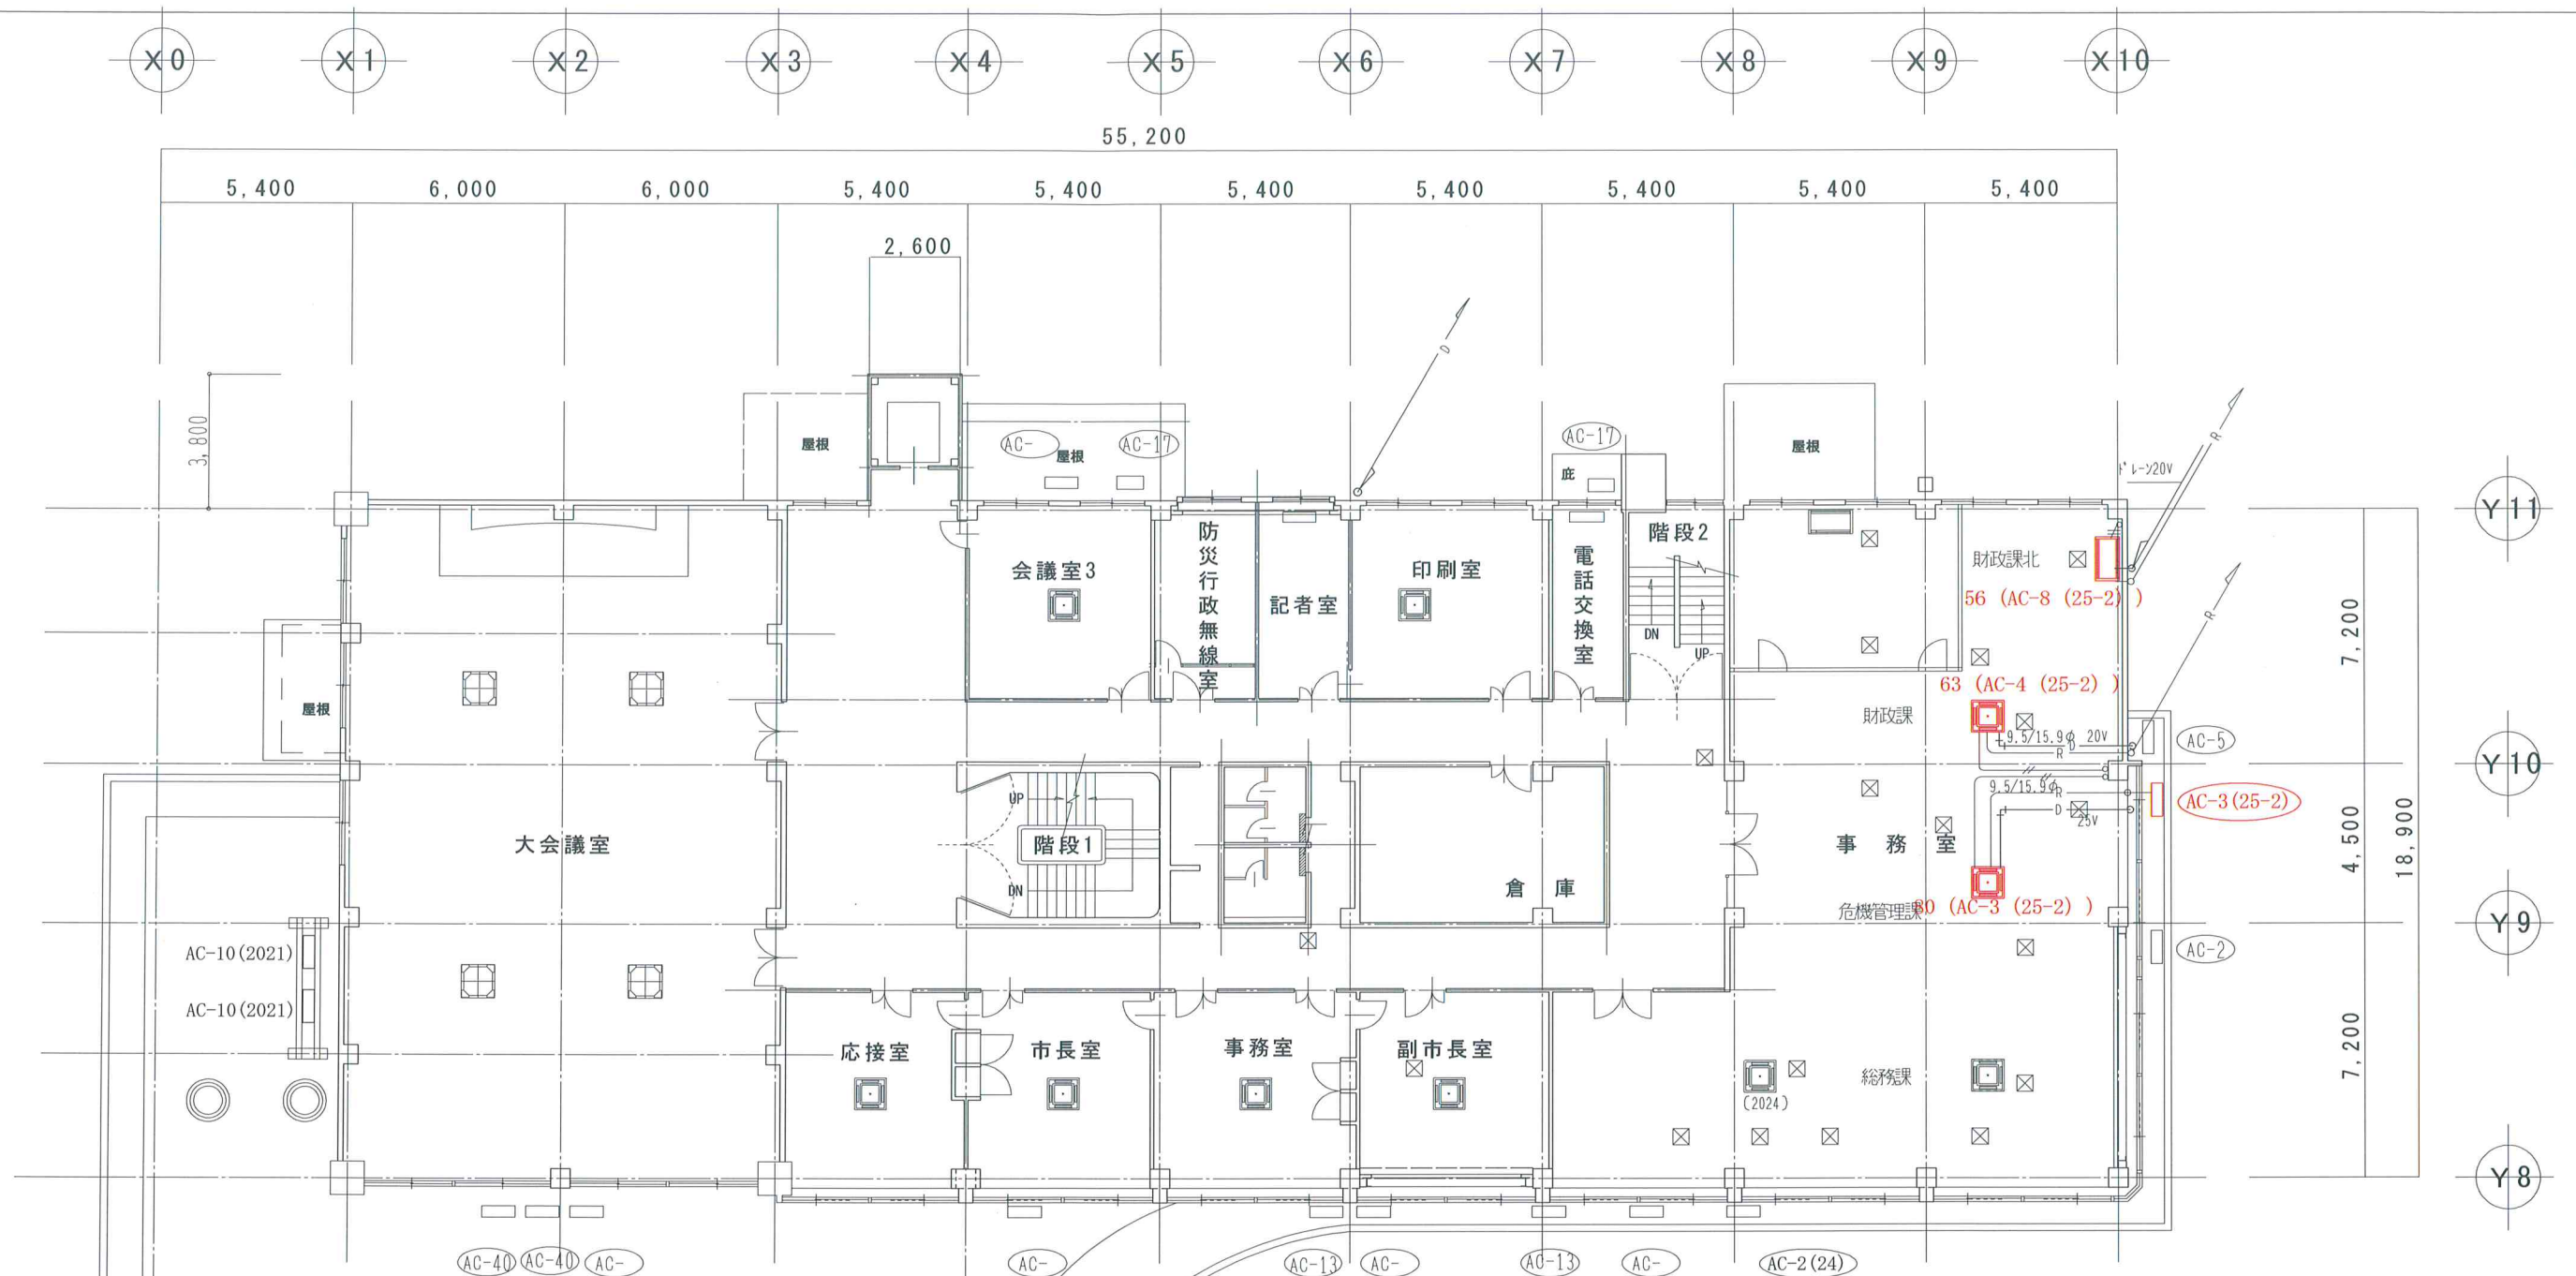 X0 X1 X2 X3 X4 X5 X6 X7 X8 X9 X10
55,200
5,400 6,000 6,000 5,400 5,400 5,400 5,400 5,400 5,400 5,400
2,600
3,800
D
R
屋根
AC-
AC-17
屋根
AC-17
庇
屋根
ドレーン20V
Y11
会議室3
防災行政無線室
記者室
印刷室
電話交換室
階段2
DN
UP
財政課北
56 (AC-8 (25-2) )
R
7,200
63 (AC-4 (25-2) )
屋根
財政課
9.5/15.9φ 20V
D
R
AC-5
Y10
9.5/15.9φ
R
D
25V
AC-3(25-2)
UP
階段1
DN
大会議室
倉庫
事務室
4,500
18,900
危機管理課
80 (AC-3 (25-2) )
Y9
AC-10(2021)
AC-10(2021)
AC-2
応接室
市長室
事務室
副市長室
総務課
(2024)
7,200
Y8
AC-40 AC-40 AC- AC- AC-13 AC- AC-13 AC- AC-2(24)